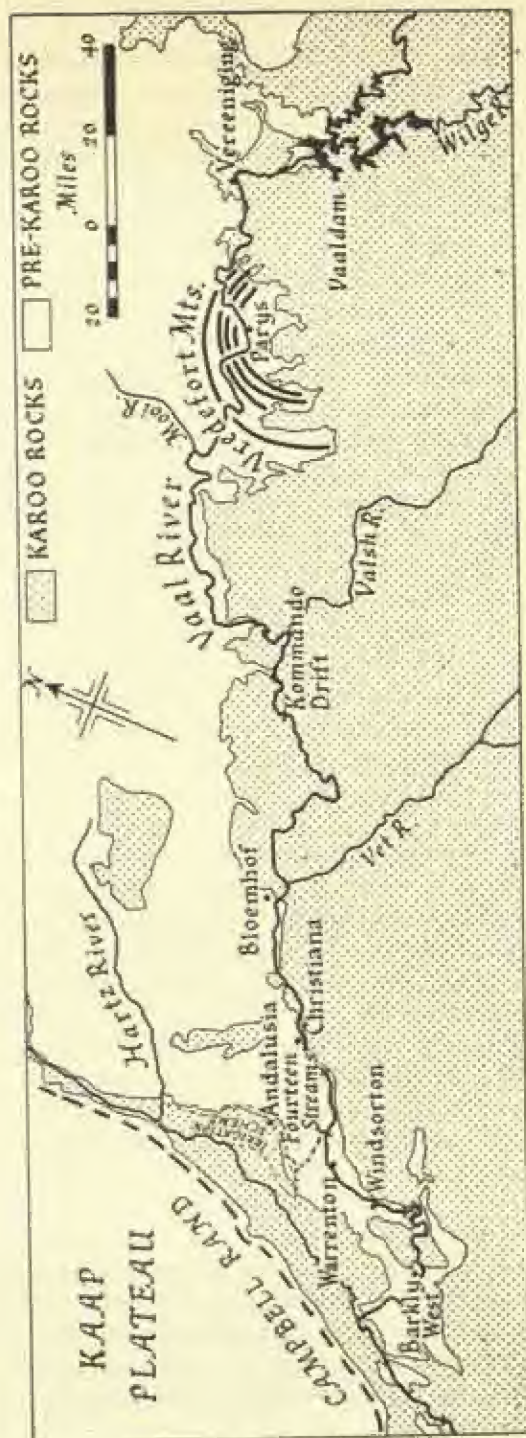 KAROO ROCKS
PRE-KAROO ROCKS
Miles
20 0 20 40
N
KAAP
PLATEAU
CAMPBELL RAND
Hartz River
IRRIGATION
SCHEME
Andalusia
Fourteen
Streams
Warrenton
Windsorton
Barkly
West
Christiana
Bloemhof
Vet R.
Kommando
Drift
Valsh R.
Vaal River
Mooi R.
Vredefort Mts.
Parys
Vereeniging
Vaaldam
Wilge R.